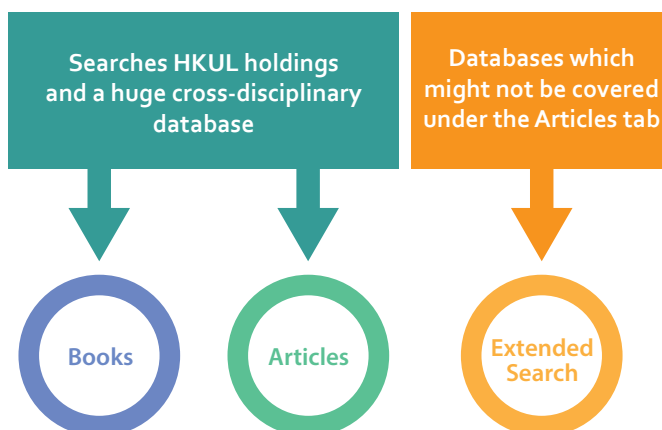 Searches HKUL holdings
and a huge cross-disciplinary
database
Databases which
might not be covered
under the Articles tab
Books
Articles
Extended
Search